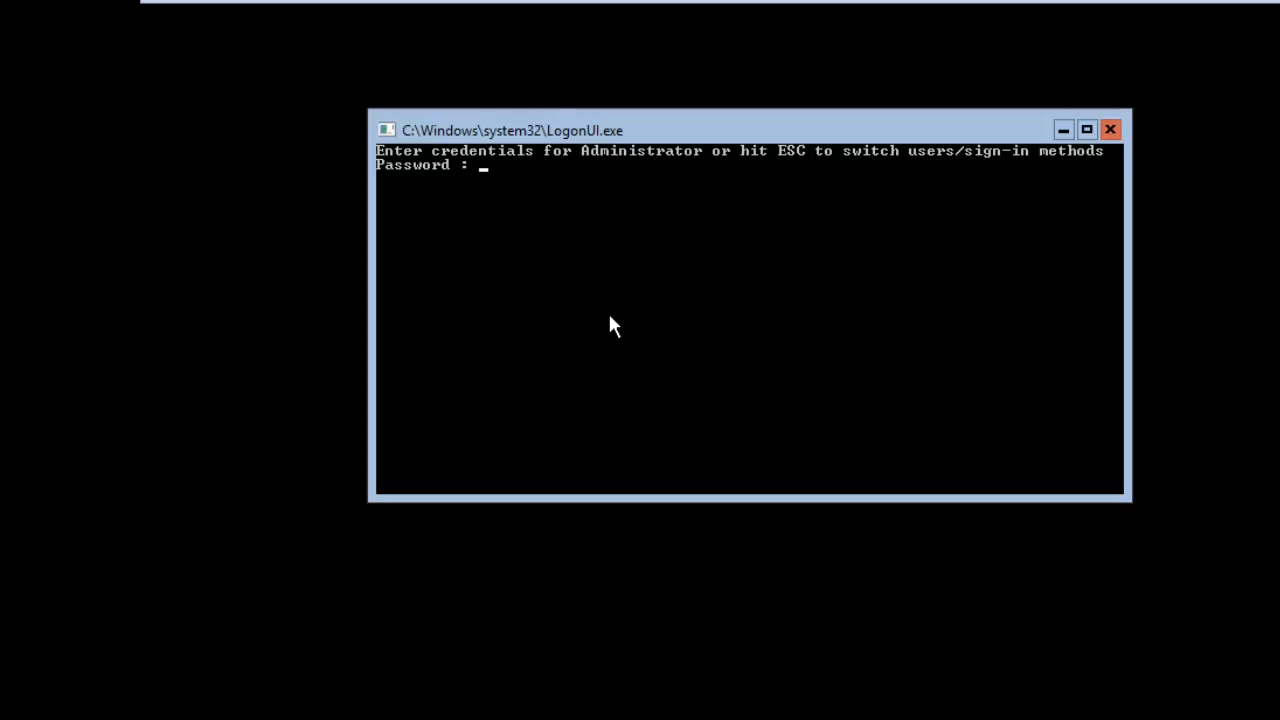 C:\Windows\system32\LogonUI.exe
Enter credentials for Administrator or hit ESC to switch users/sign-in methods
Password : _